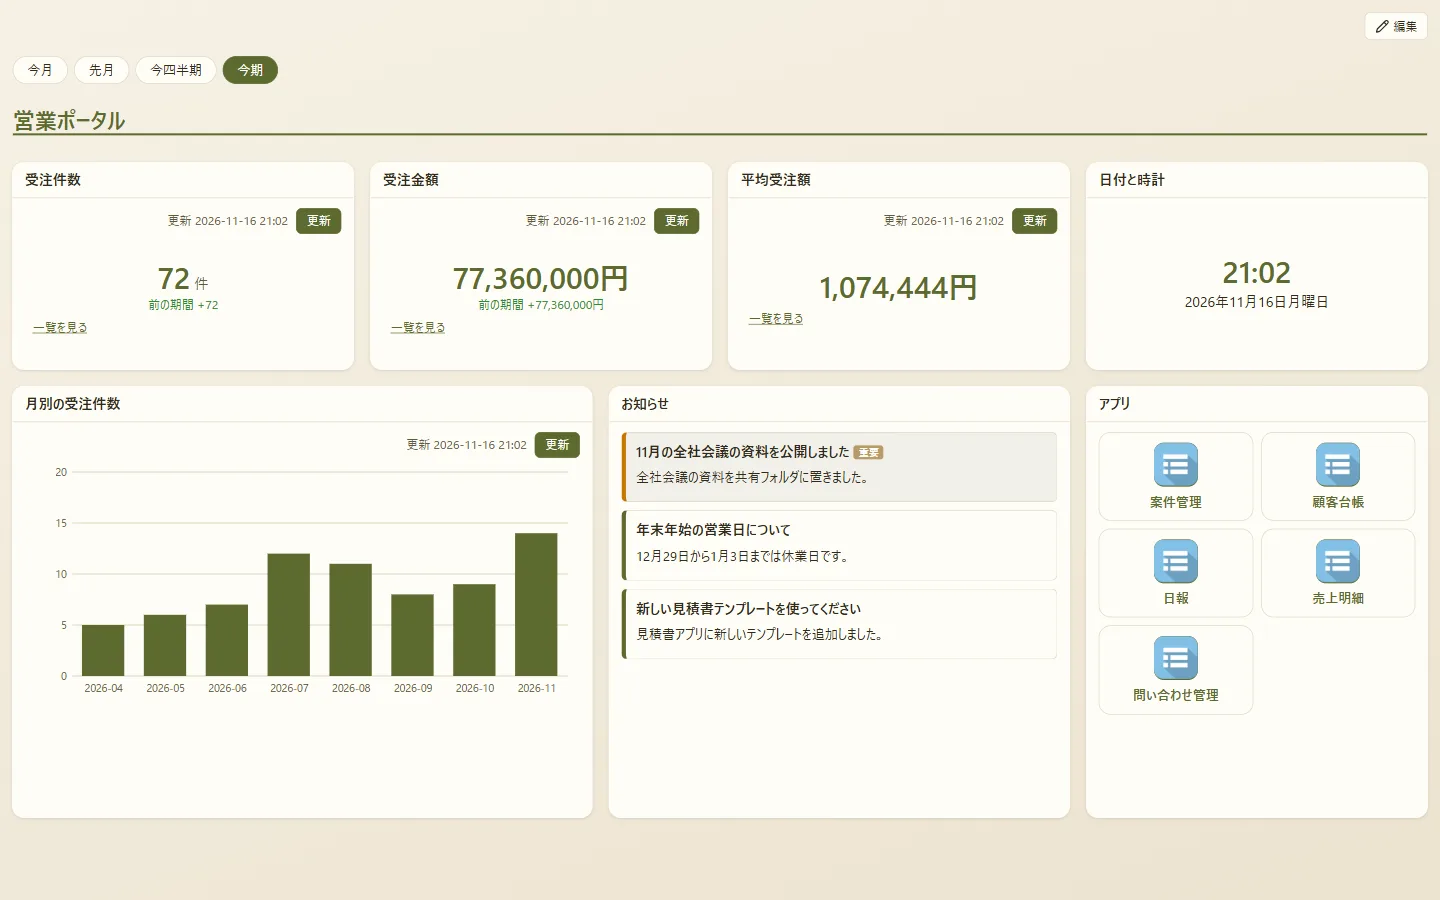 編集
今月 先月 今四半期 今期
営業ポータル
受注件数
更新 2026-11-16 21:02 更新
72 件
前の期間 +72
一覧を見る
受注金額
更新 2026-11-16 21:02 更新
77,360,000円
前の期間 +77,360,000円
一覧を見る
平均受注額
更新 2026-11-16 21:02 更新
1,074,444円
一覧を見る
日付と時計
21:02
2026年11月16日月曜日
月別の受注件数
更新 2026-11-16 21:02 更新
20
15
10
5
0
2026-04 2026-05 2026-06 2026-07 2026-08 2026-09 2026-10 2026-11
お知らせ
11月の全社会議の資料を公開しました 重要
全社会議の資料を共有フォルダに置きました。
年末年始の営業日について
12月29日から1月3日までは休業日です。
新しい見積書テンプレートを使ってください
見積書アプリに新しいテンプレートを追加しました。
アプリ
案件管理 顧客台帳
日報 売上明細
問い合わせ管理